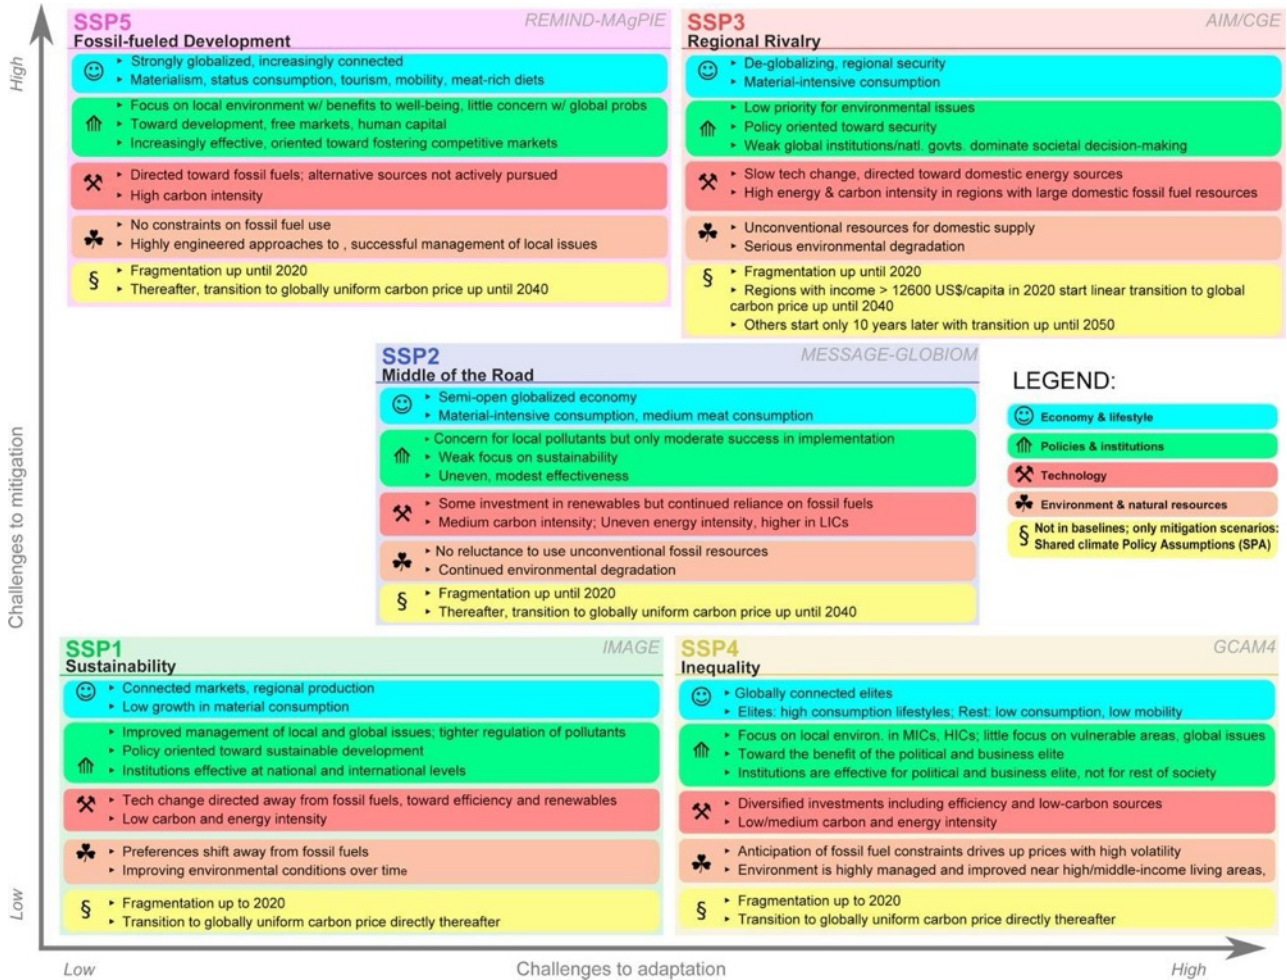 SSP5
REMIND-MAgPIE
Fossil-fueled Development
Strongly globalized, increasingly connected
Materialism, status consumption, tourism, mobility, meat-rich diets
Focus on local environment w/ benefits to well-being, little concern w/ global probs
Toward development, free markets, human capital
Increasingly effective, oriented toward fostering competitive markets
Directed toward fossil fuels; alternative sources not actively pursued
High carbon intensity
No constraints on fossil fuel use
Highly engineered approaches to , successful management of local issues
§
Fragmentation up until 2020
Thereafter, transition to globally uniform carbon price up until 2040
SSP3
AIM/CGE
Regional Rivalry
De-globalizing, regional security
Material-intensive consumption
Low priority for environmental issues
Policy oriented toward security
Weak global institutions/natl. govts. dominate societal decision-making
Slow tech change, directed toward domestic energy sources
High energy & carbon intensity in regions with large domestic fossil fuel resources
Unconventional resources for domestic supply
Serious environmental degradation
§
Fragmentation up until 2020
Regions with income > 12600 US$/capita in 2020 start linear transition to global
carbon price up until 2040
Others start only 10 years later with transition up until 2050
SSP2
MESSAGE-GLOBIOM
Middle of the Road
Semi-open globalized economy
Material-intensive consumption, medium meat consumption
Concern for local pollutants but only moderate success in implementation
Weak focus on sustainability
Uneven, modest effectiveness
Some investment in renewables but continued reliance on fossil fuels
Medium carbon intensity; Uneven energy intensity, higher in LICs
No reluctance to use unconventional fossil resources
Continued environmental degradation
§
Fragmentation up until 2020
Thereafter, transition to globally uniform carbon price up until 2040
LEGEND:
Economy & lifestyle
Policies & institutions
Technology
Environment & natural resources
§
Not in baselines; only mitigation scenarios:
Shared climate Policy Assumptions (SPA)
SSP1
IMAGE
Sustainability
Connected markets, regional production
Low growth in material consumption
Improved management of local and global issues; tighter regulation of pollutants
Policy oriented toward sustainable development
Institutions effective at national and international levels
Tech change directed away from fossil fuels, toward efficiency and renewables
Low carbon and energy intensity
Preferences shift away from fossil fuels
Improving environmental conditions over time
§
Fragmentation up to 2020
Transition to globally uniform carbon price directly thereafter
SSP4
GCAM4
Inequality
Globally connected elites
Elites: high consumption lifestyles; Rest: low consumption, low mobility
Focus on local environ. in MICs, HICs; little focus on vulnerable areas, global issues
Toward the benefit of the political and business elite
Institutions are effective for political and business elite, not for rest of society
Diversified investments including efficiency and low-carbon sources
Low/medium carbon and energy intensity
Anticipation of fossil fuel constraints drives up prices with high volatility
Environment is highly managed and improved near high/middle-income living areas,
§
Fragmentation up to 2020
Transition to globally uniform carbon price directly thereafter
High
Challenges to mitigation
Low
Low
Challenges to adaptation
High